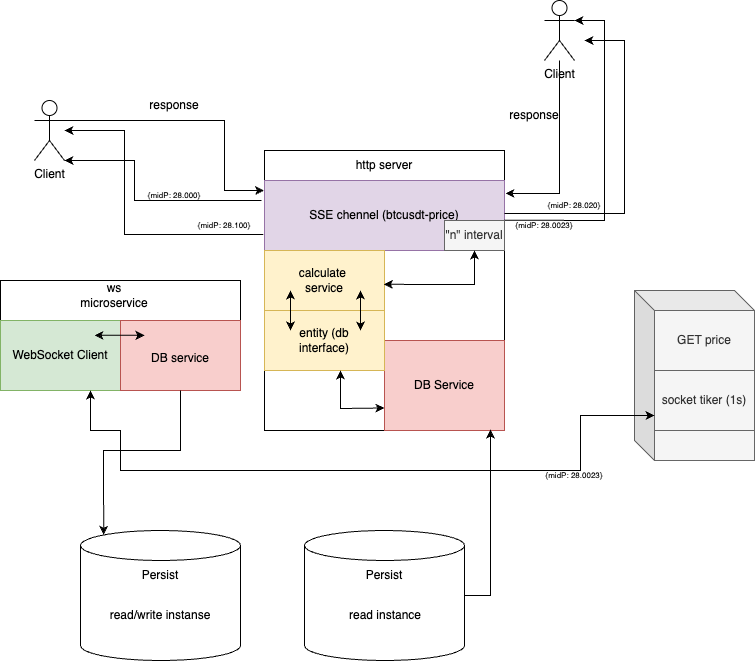 Client
response
response
Client
http server
{midP: 28.000}
{midP: 28.020}
SSE chennel (btcusdt-price)
{midP: 28.100}
{midP: 28.0023}
"n" interval
calculate
service
ws
microservice
entity (db
interface)
WebSocket Client
DB service
DB Service
GET price
socket tiker (1s)
{midP: 28.0023}
Persist
read/write instanse
Persist
read instance